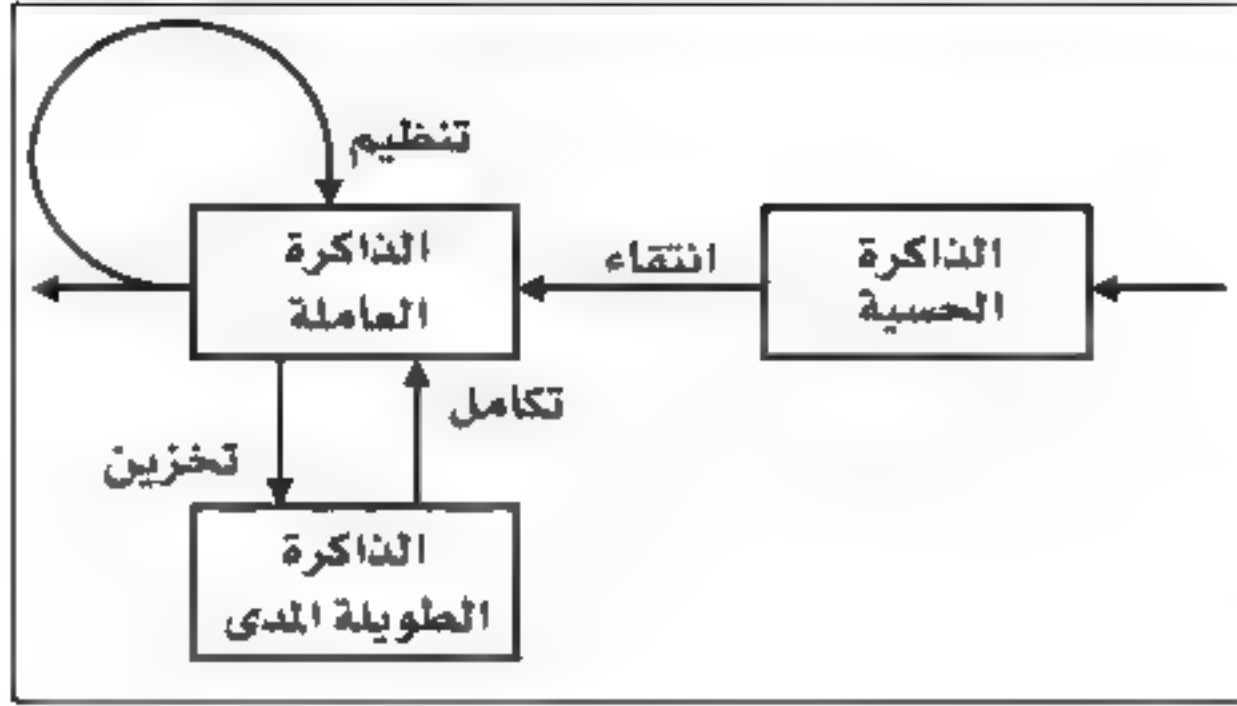 تنظيم
الذاكرة
الحسية
انتقاء
الذاكرة
العاملة
تكامل
تخزين
الذاكرة
الطويلة المدى